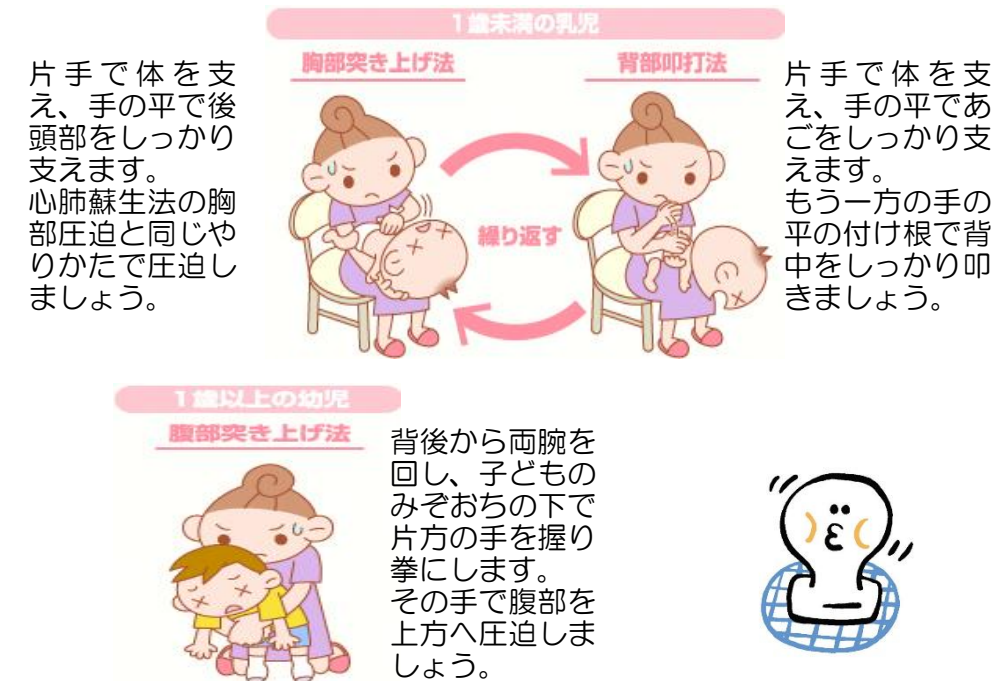 1歳未満の乳児
胸部突き上げ法
片手で体を支
え、手の平で後
頭部をしっかり
支えます。
心肺蘇生法の胸
部圧迫と同じや
りかたで圧迫し
ましょう。
繰り返す
背部叩打法
片手で体を支
え、手の平であ
ごをしっかり支
えます。
もう一方の手の
平の付け根で背
中をしっかり叩
きましょう。
1歳以上の幼児
腹部突き上げ法
背後から両腕を
回し、子どもの
みぞおちの下で
片方の手を握り
拳にします。
その手で腹部を
上方へ圧迫しま
しょう。